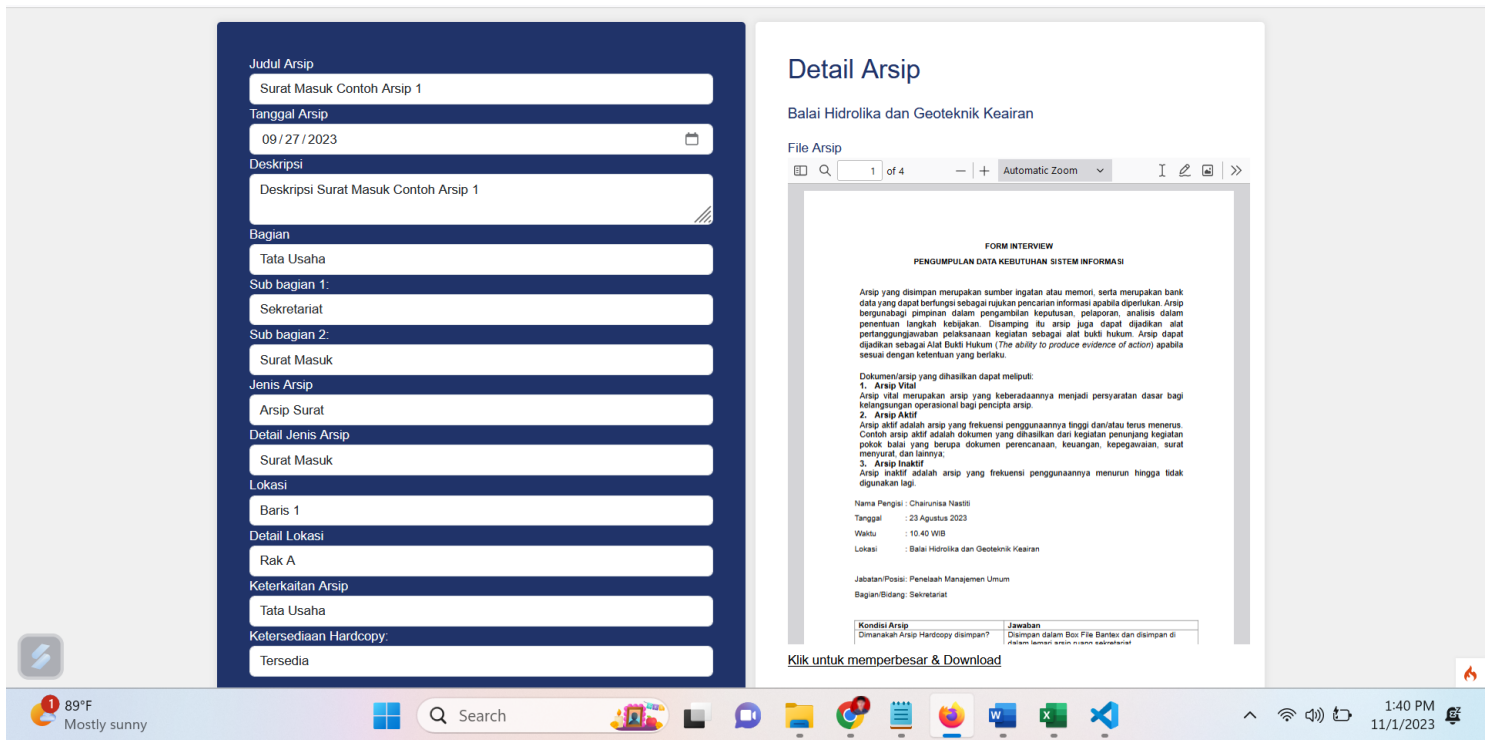 Judul Arsip
Surat Masuk Contoh Arsip 1
Tanggal Arsip
09/27/2023
Deskripsi
Deskripsi Surat Masuk Contoh Arsip 1
Bagian
Tata Usaha
Sub bagian 1:
Sekretariat
Sub bagian 2:
Surat Masuk
Jenis Arsip
Arsip Surat
Detail Jenis Arsip
Surat Masuk
Lokasi
Baris 1
Detail Lokasi
Rak A
Keterkaitan Arsip
Tata Usaha
Ketersediaan Hardcopy:
Tersedia
Detail Arsip
Balai Hidrolika dan Geoteknik Keairan
File Arsip
1 of 4 Automatic Zoom
FORM INTERVIEW
PENGUMPULAN DATA KEBUTUHAN SISTEM INFORMASI
Arsip yang disimpan merupakan sumber ingatan atau memori, serta merupakan bank
data yang dapat berfungsi sebagai rujukan pencarian informasi apabila diperlukan. Arsip
bergunabagi pimpinan dalam pengambilan keputusan, pelaporan, analisis dalam
penentuan langkah kebijakan. Disamping itu arsip juga dapat dijadikan alat
pertanggungjawaban pelaksanaan kegiatan sebagai alat bukti hukum. Arsip dapat
dijadikan sebagai Alat Bukti Hukum (The ability to produce evidence of action) apabila
sesuai dengan ketentuan yang berlaku.
Dokumen/arsip yang dihasilkan dapat meliputi:
1. Arsip Vital
Arsip vital merupakan arsip yang keberadaannya menjadi persyaratan dasar bagi
kelangsungan operasional bagi pencipta arsip.
2. Arsip Aktif
Arsip aktif adalah arsip yang frekuensi penggunaannya tinggi dan/atau terus menerus.
Contoh arsip aktif adalah dokumen yang dihasilkan dari kegiatan penunjang kegiatan
pokok balai yang berupa dokumen perencanaan, keuangan, kepegawaian, surat
menyurat, dan lainnya;
3. Arsip Inaktif
Arsip inaktif adalah arsip yang frekuensi penggunaannya menurun hingga tidak
digunakan lagi.
Nama Pengisi : Chairunisa Nastiti
Tanggal : 23 Agustus 2023
Waktu : 10.40 WIB
Lokasi : Balai Hidrolika dan Geoteknik Keairan
Jabatan/Posisi: Penelaah Manajemen Umum
Bagian/Bidang: Sekretariat
Kondisi Arsip Jawaban
Dimanakah Arsip Hardcopy disimpan? Disimpan dalam Box File Bantex dan disimpan di
dalam lemari arsip ruang sekretariat
Klik untuk memperbesar & Download
1
89°F
Mostly sunny
Search
1:40 PM
11/1/2023